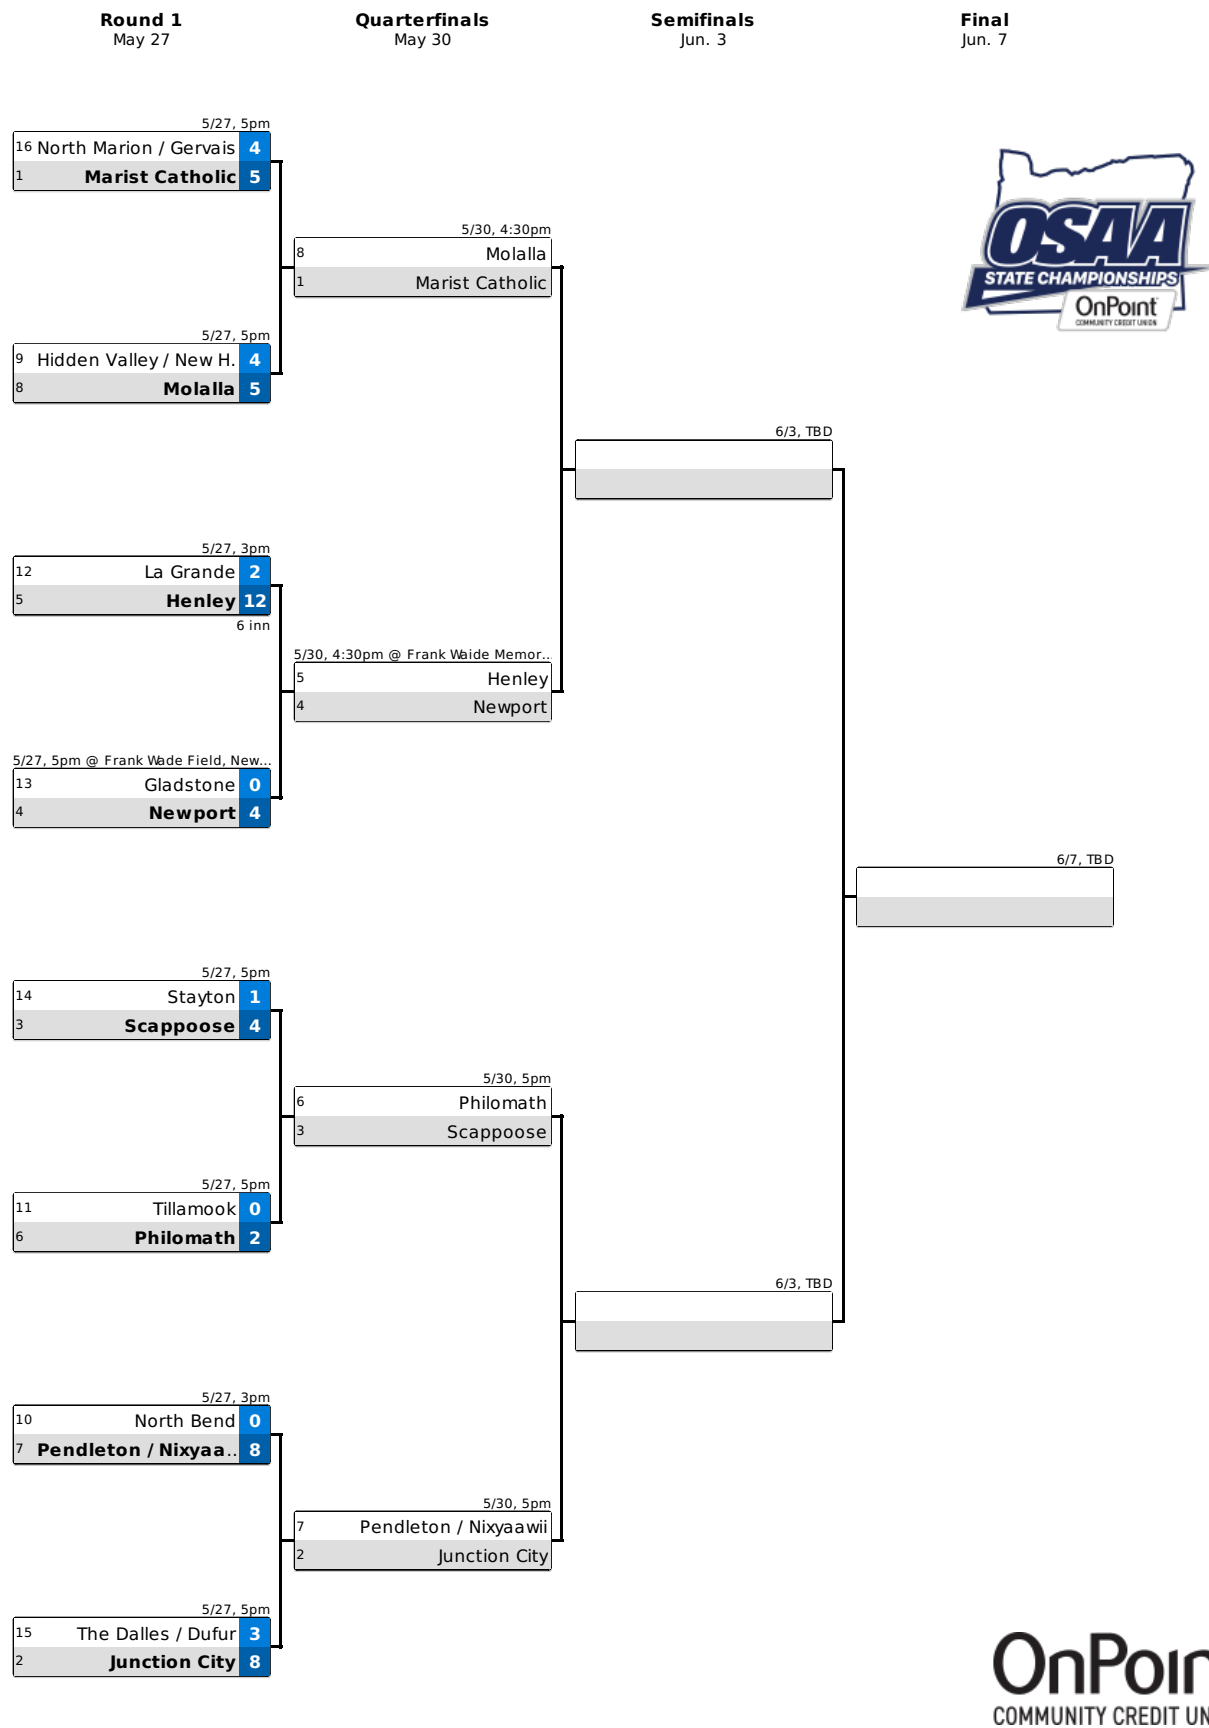 Round 1
May 27
Quarterfinals
May 30
Semifinals
Jun. 3
Final
Jun. 7
5/27, 5pm
16 North Marion / Gervais 4
1 Marist Catholic 5
5/27, 5pm
9 Hidden Valley / New H. 4
8 Molalla 5
5/27, 3pm
12 La Grande 2
5 Henley 12
6 inn
5/27, 5pm @ Frank Wade Field, New...
13 Gladstone 0
4 Newport 4
5/27, 5pm
14 Stayton 1
3 Scappoose 4
5/27, 5pm
11 Tillamook 0
6 Philomath 2
5/27, 3pm
10 North Bend 0
7 Pendleton / Nixyaa.. 8
5/27, 5pm
15 The Dalles / Dufur 3
2 Junction City 8
5/30, 4:30pm
8 Molalla
1 Marist Catholic
5/30, 4:30pm @ Frank Waide Memor...
5 Henley
4 Newport
5/30, 5pm
6 Philomath
3 Scappoose
5/30, 5pm
7 Pendleton / Nixyaawii
2 Junction City
6/3, TBD
6/3, TBD
6/7, TBD
OSAA
STATE CHAMPIONSHIPS
OnPoint
COMMUNITY CREDIT UNION
OnPoin
COMMUNITY CREDIT UN